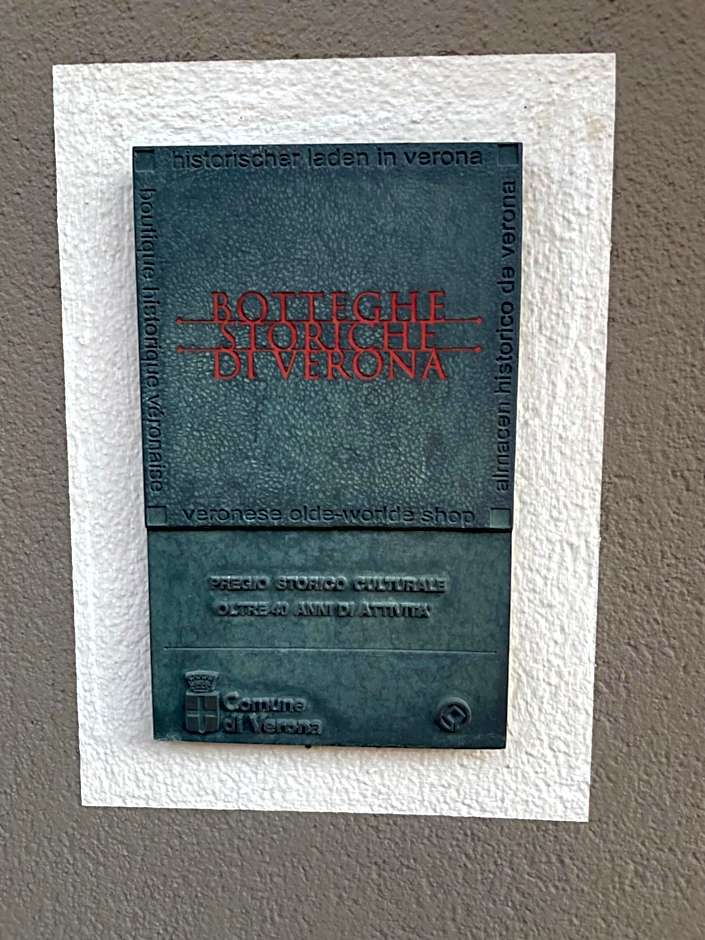 historischer laden in verona
boutique historique véronaise
almacen historico de verona
BOTTEGHE
STORICHE
DI VERONA
veronese olde-worlde shop
PREGIO STORICO CULTURALE
OLTRE 40 ANNI DI ATTIVITA'
Comune
di Verona